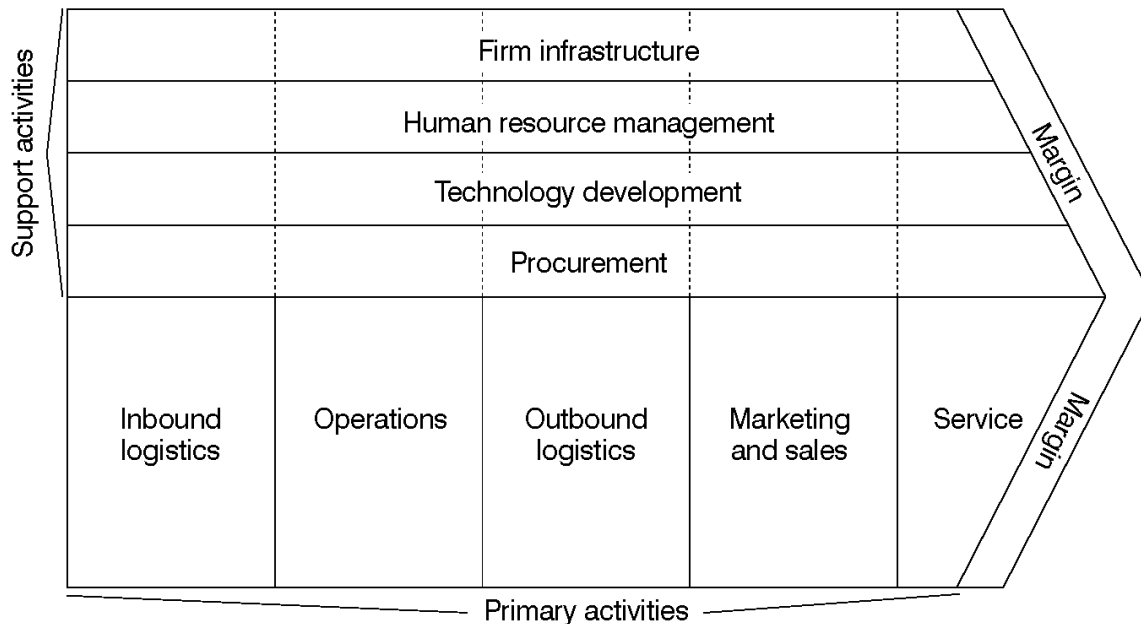 Support activities
Firm infrastructure
Human resource management
Technology development
Procurement
Margin
Inbound
logistics
Operations
Outbound
logistics
Marketing
and sales
Service
Margin
Primary activities